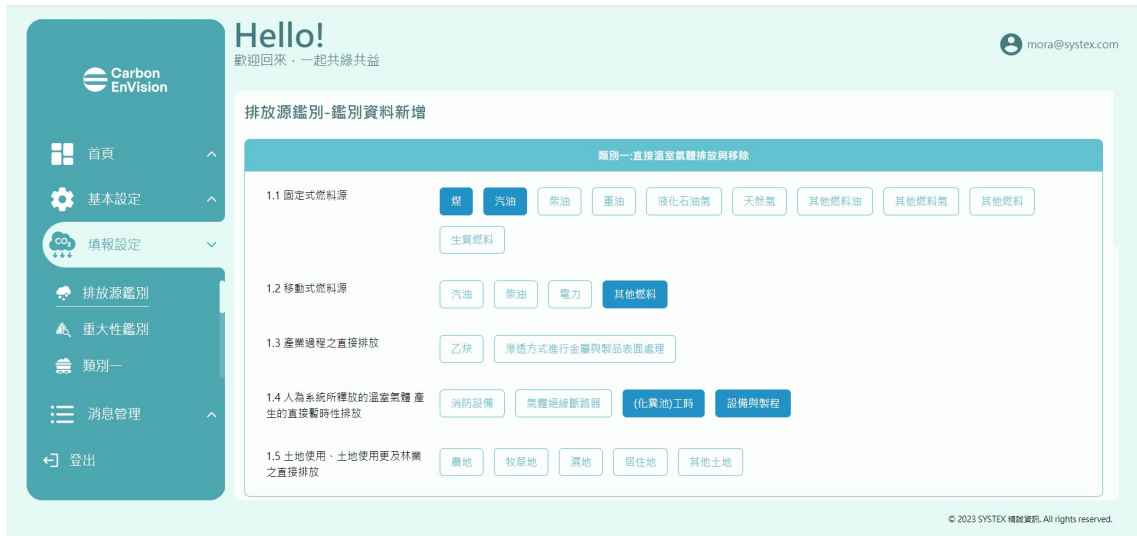 Hello!
歡迎回來，一起共綠共益
mora@systex.com
Carbon
EnVision
首頁
基本設定
CO₂
填報設定
排放源鑑別
重大性鑑別
類別一
消息管理
登出
排放源鑑別-鑑別資料新增
類別一:直接溫室氣體排放與移除
1.1 固定式燃料源
煤 汽油 柴油 重油 液化石油氣 天然氣 其他燃料油 其他燃料氣 其他燃料
生質燃料
1.2 移動式燃料源
汽油 柴油 電力 其他燃料
1.3 產業過程之直接排放
乙炔 滲透方式進行金屬與製品表面處理
1.4 人為系統所釋放的溫室氣體 產
生的直接暫時性排放
消防設備 氣體絕緣斷路器 (化糞池)工時 設備與製程
1.5 土地使用、土地使用更及林業
之直接排放
農地 牧草地 濕地 居住地 其他土地
© 2023 SYSTEX 精誠資訊. All rights reserved.